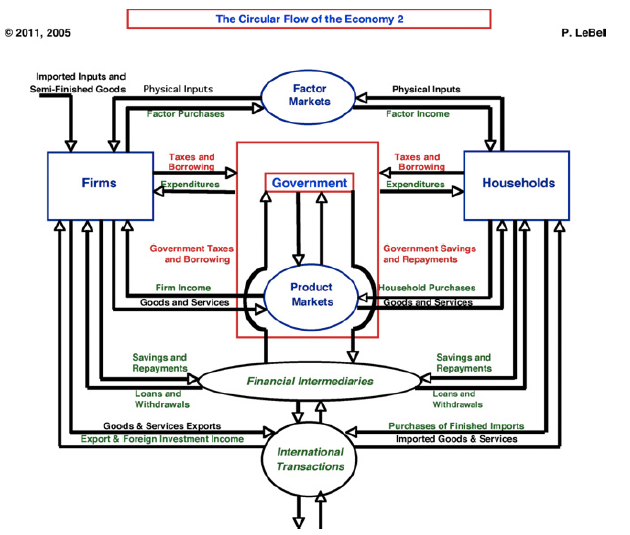 The Circular Flow of the Economy 2
© 2011, 2005
P. LeBel
Imported Inputs and
Semi-Finished Goods
Physical Inputs
Factor
Markets
Physical Inputs
Factor Purchases
Factor Income
Firms
Taxes and
Borrowing
Expenditures
Government
Taxes and
Borrowing
Expenditures
Households
Government Taxes
and Borrowing
Government Savings
and Repayments
Firm Income
Goods and Services
Product
Markets
Household Purchases
Goods and Services
Savings and
Repayments
Financial Intermediaries
Savings and
Repayments
Loans and
Withdrawals
Loans and
Withdrawals
Goods & Services Exports
Export & Foreign Investment Income
International
Transactions
Purchases of Finished Imports
Imported Goods & Services